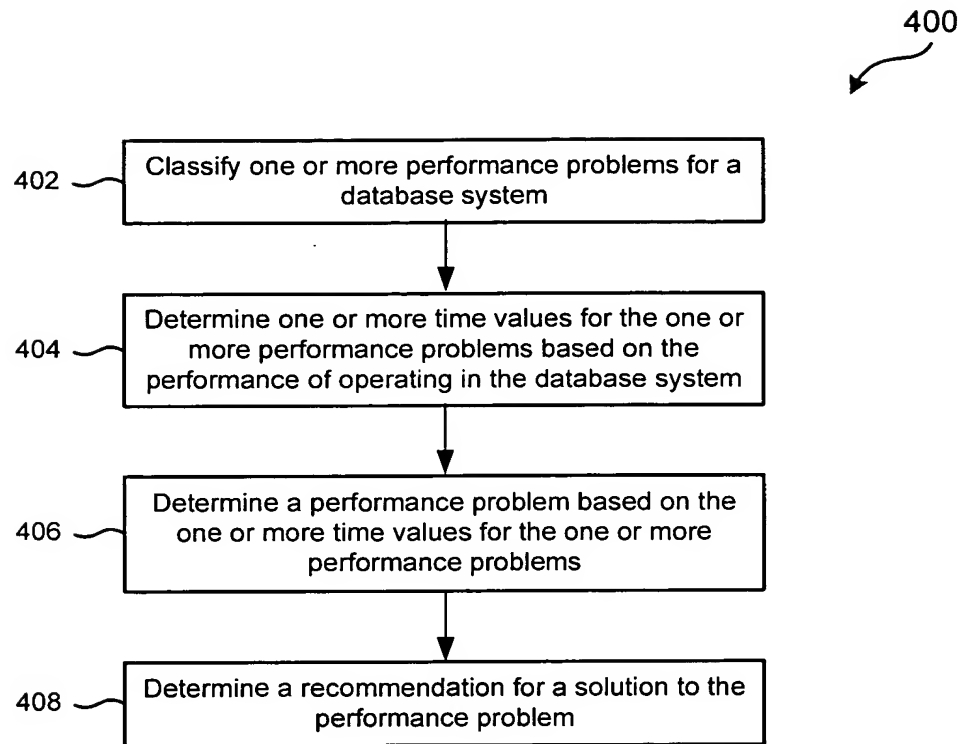 400
402
Classify one or more performance problems for a
database system
404
Determine one or more time values for the one or
more performance problems based on the
performance of operating in the database system
406
Determine a performance problem based on the
one or more time values for the one or more
performance problems
408
Determine a recommendation for a solution to the
performance problem